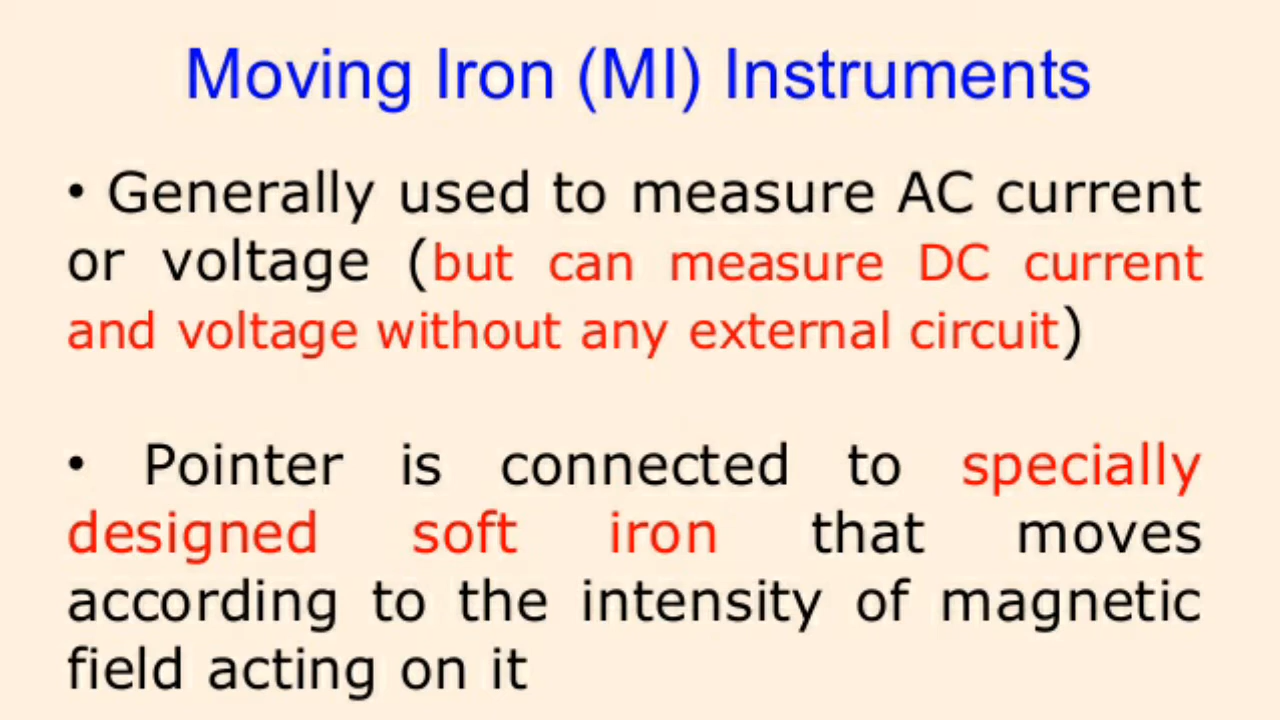 Moving Iron (MI) Instruments
• Generally used to measure AC current
or voltage (but can measure DC current
and voltage without any external circuit)
• Pointer is connected to specially
designed soft iron that moves
according to the intensity of magnetic
field acting on it